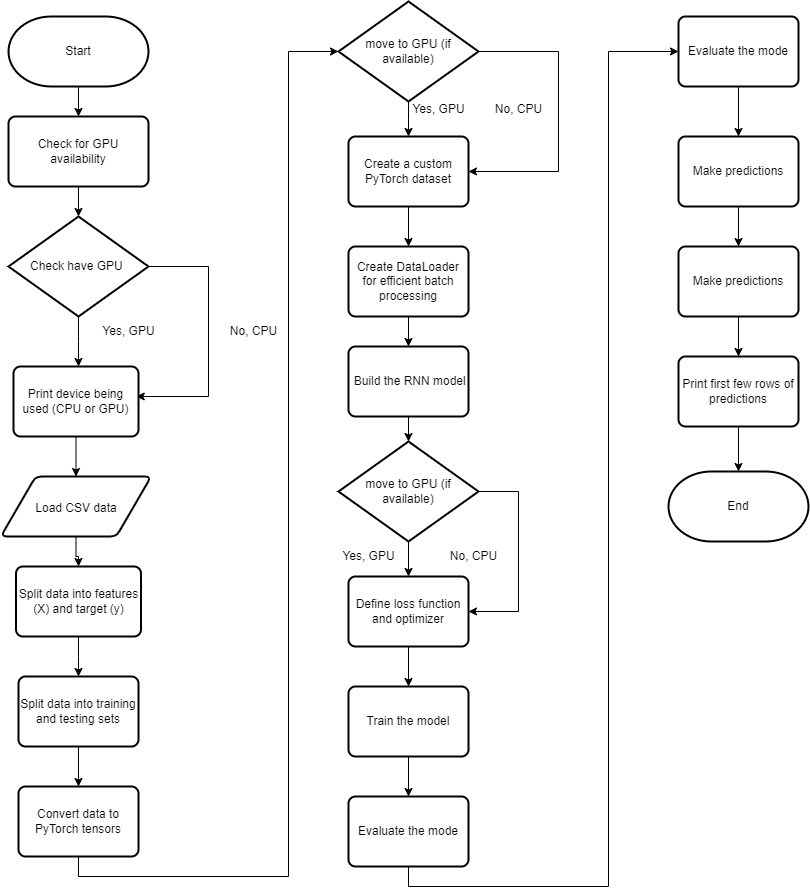 Start
Check for GPU
availability
Check have GPU
Yes, GPU
No, CPU
Print device being
used (CPU or GPU)
Load CSV data
Split data into features
(X) and target (y)
Split data into training
and testing sets
Convert data to
PyTorch tensors
move to GPU (if
available)
Yes, GPU
No, CPU
Create a custom
PyTorch dataset
Create DataLoader
for efficient batch
processing
Build the RNN model
move to GPU (if
available)
Yes, GPU
No, CPU
Define loss function
and optimizer
Train the model
Evaluate the mode
Evaluate the mode
Make predictions
Make predictions
Print first few rows of
predictions
End